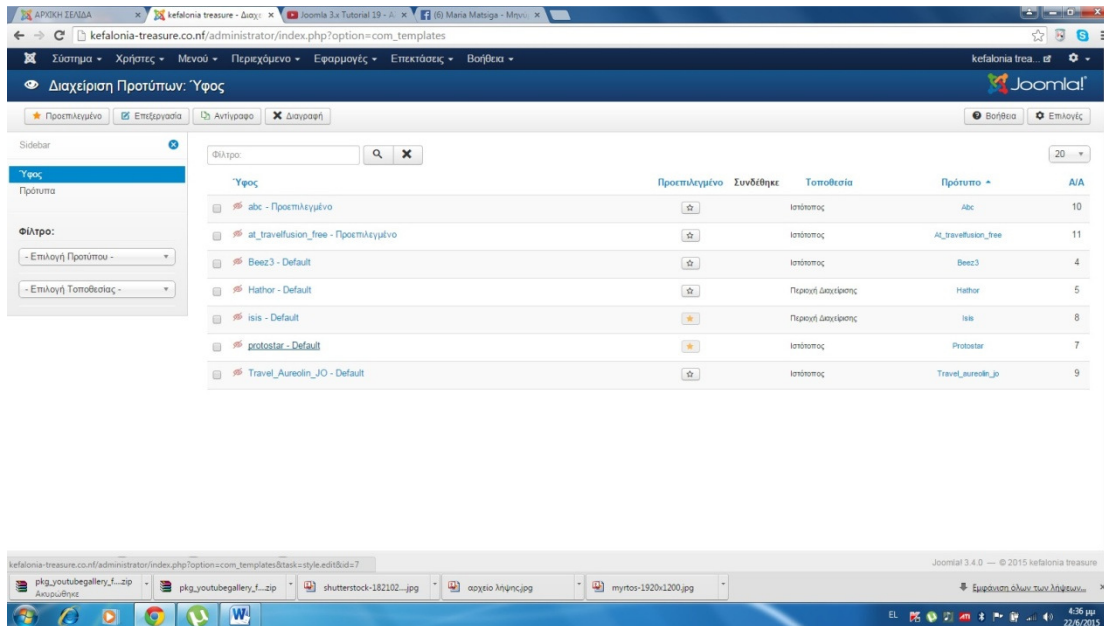 ΑΡΧΙΚΗ ΣΕΛΙΔΑ
kefalonia treasure - Διαχε
Joomla 3.x Tutorial 19 - A
(6) Maria Matsiga - Μηνύ
kefalonia-treasure.co.nf/administrator/index.php?option=com_templates
Σύστημα Χρήστες Μενού Περιεχόμενο Εφαρμογές Επεκτάσεις Βοήθεια kefalonia trea...
Διαχείριση Προτύπων: Ύφος Joomla!
Προεπιλεγμένο Επεξεργασία Αντίγραφο Διαγραφή Βοήθεια Επιλογές
Sidebar
Ύφος
Πρότυπα
Φίλτρο:
- Επιλογή Προτύπου -
- Επιλογή Τοποθεσίας -
Φίλτρο: 20
Ύφος Προεπιλεγμένο Συνδέθηκε Τοποθεσία Πρότυπο Α/Α
abc - Προεπιλεγμένο Ιστότοπος Abc 10
at_travelfusion_free - Προεπιλεγμένο Ιστότοπος At_travelfusion_free 11
Beez3 - Default Ιστότοπος Beez3 4
Hathor - Default Περιοχή Διαχείρισης Hathor 5
isis - Default Περιοχή Διαχείρισης Isis 8
protostar - Default Ιστότοπος Protostar 7
Travel_Aureolin_JO - Default Ιστότοπος Travel_aureolin_jo 9
kefalonia-treasure.co.nf/administrator/index.php?option=com_templates&task=style.edit&id=7
Joomla! 3.4.0 — © 2015 kefalonia treasure
pkg_youtubegallery_f....zip
Ακυρώθηκε
pkg_youtubegallery_f....zip
shutterstock-182102....jpg
αρχείο λήψης.jpg
myrtos-1920x1200.jpg
Εμφάνιση όλων των λήψεων...
EL
4:36 μμ
22/6/2015